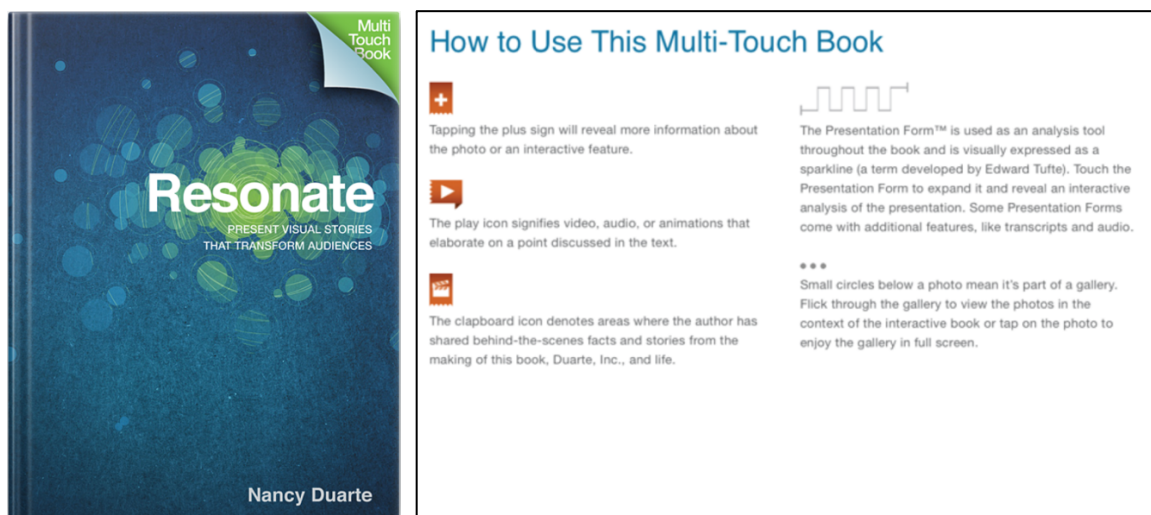 Multi
Touch
Book
Resonate
PRESENT VISUAL STORIES
THAT TRANSFORM AUDIENCES
Nancy Duarte
How to Use This Multi-Touch Book
Tapping the plus sign will reveal more information about
the photo or an interactive feature.
The play icon signifies video, audio, or animations that
elaborate on a point discussed in the text.
The clapboard icon denotes areas where the author has
shared behind-the-scenes facts and stories from the
making of this book, Duarte, Inc., and life.
The Presentation Form™ is used as an analysis tool
throughout the book and is visually expressed as a
sparkline (a term developed by Edward Tufte). Touch the
Presentation Form to expand it and reveal an interactive
analysis of the presentation. Some Presentation Forms
come with additional features, like transcripts and audio.
Small circles below a photo mean it's part of a gallery.
Flick through the gallery to view the photos in the
context of the interactive book or tap on the photo to
enjoy the gallery in full screen.